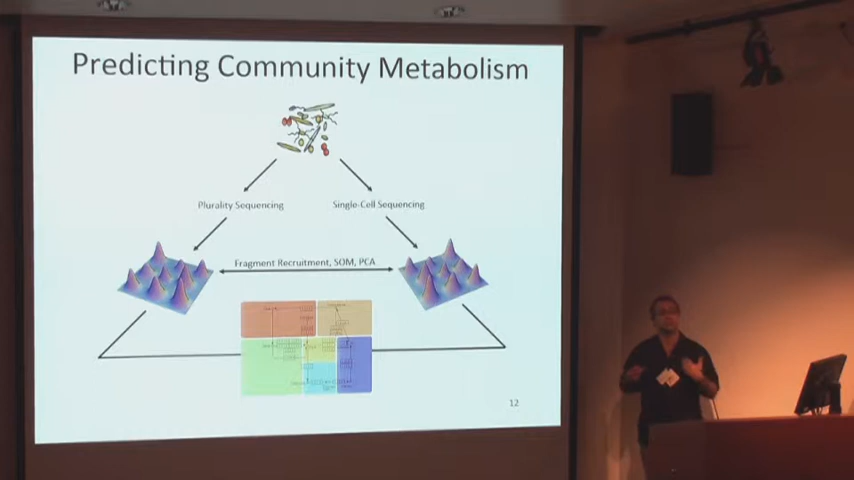 Predicting Community Metabolism
Plurality Sequencing
Single-Cell Sequencing
Fragment Recruitment, SOM, PCA
12